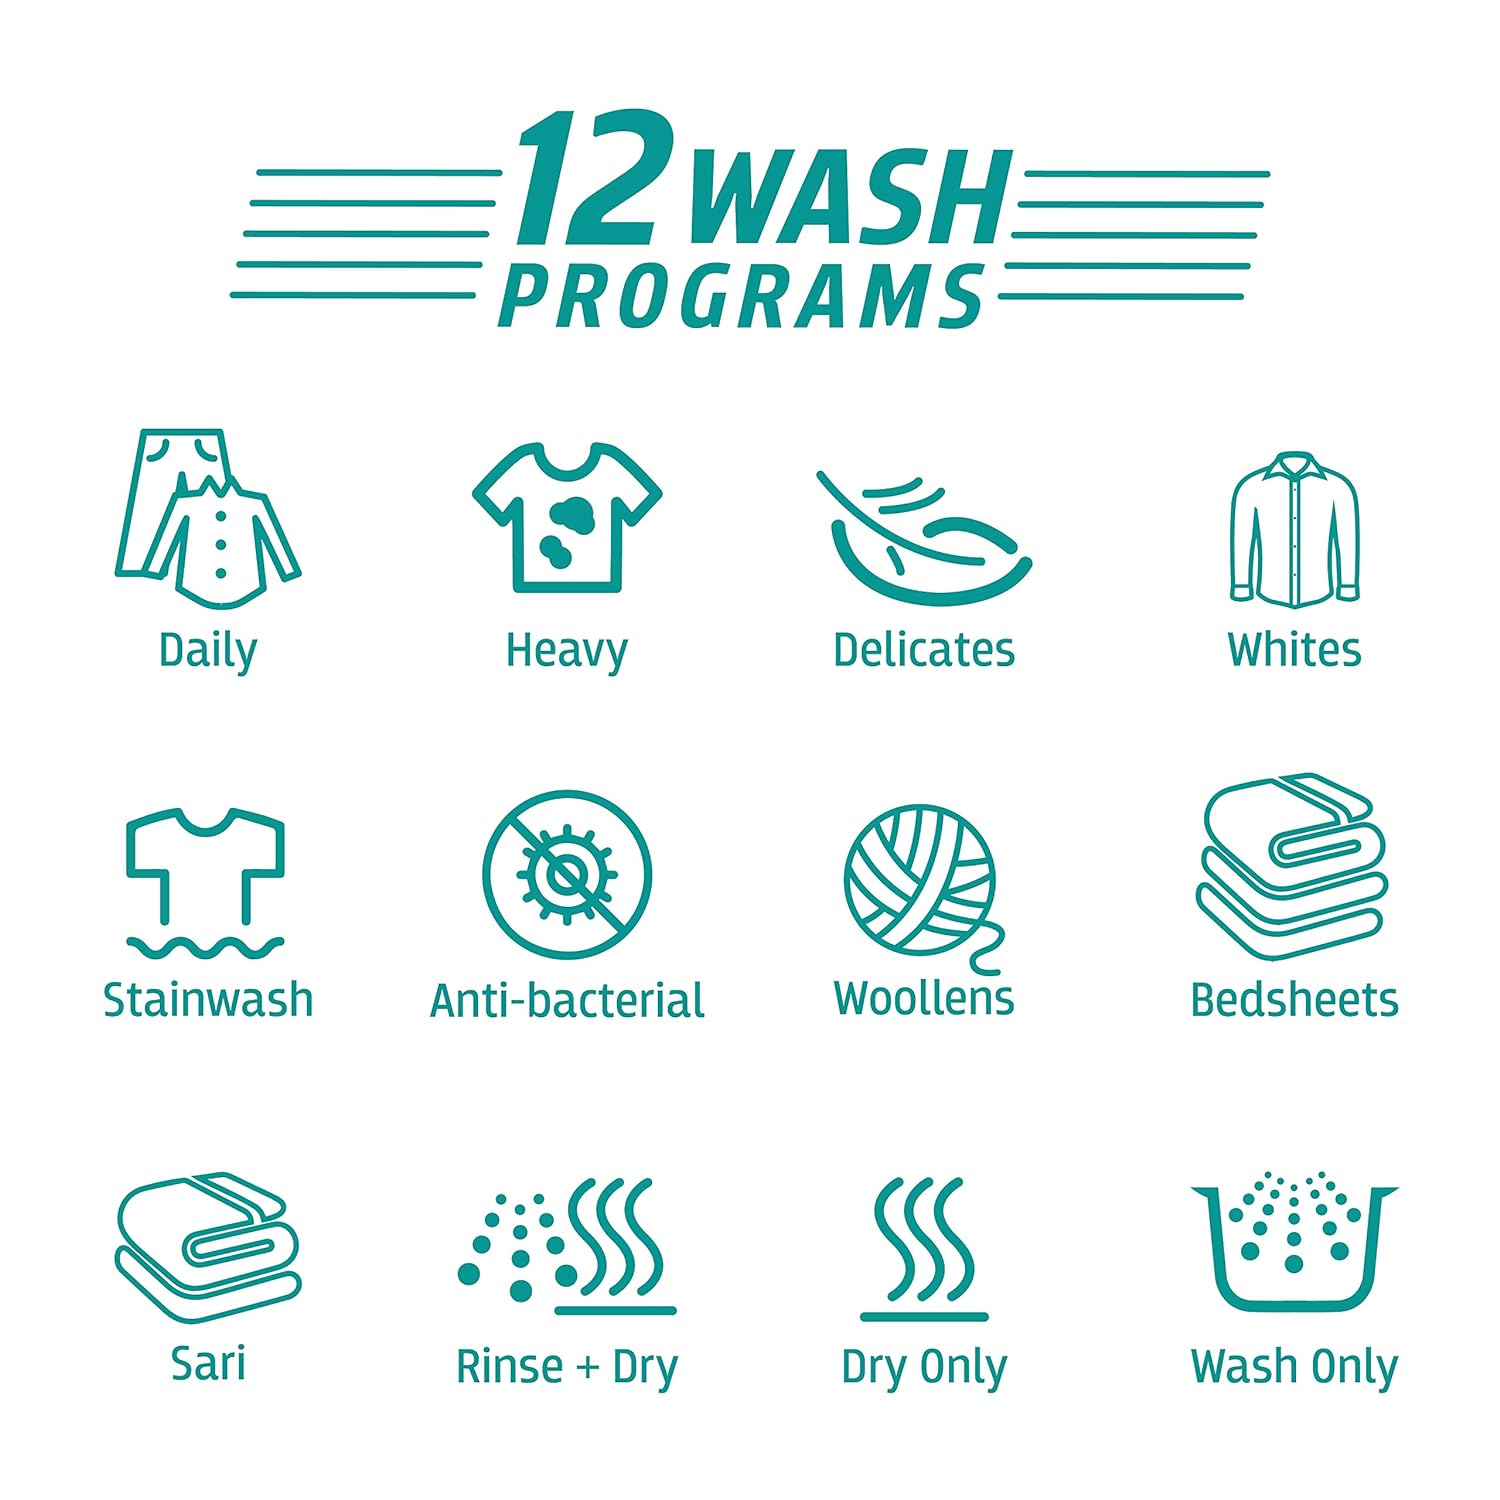 12 WASH
PROGRAMS
Daily
Heavy
Delicates
Whites
Stainwash
Anti-bacterial
Woollens
Bedsheets
Sari
Rinse + Dry
Dry Only
Wash Only